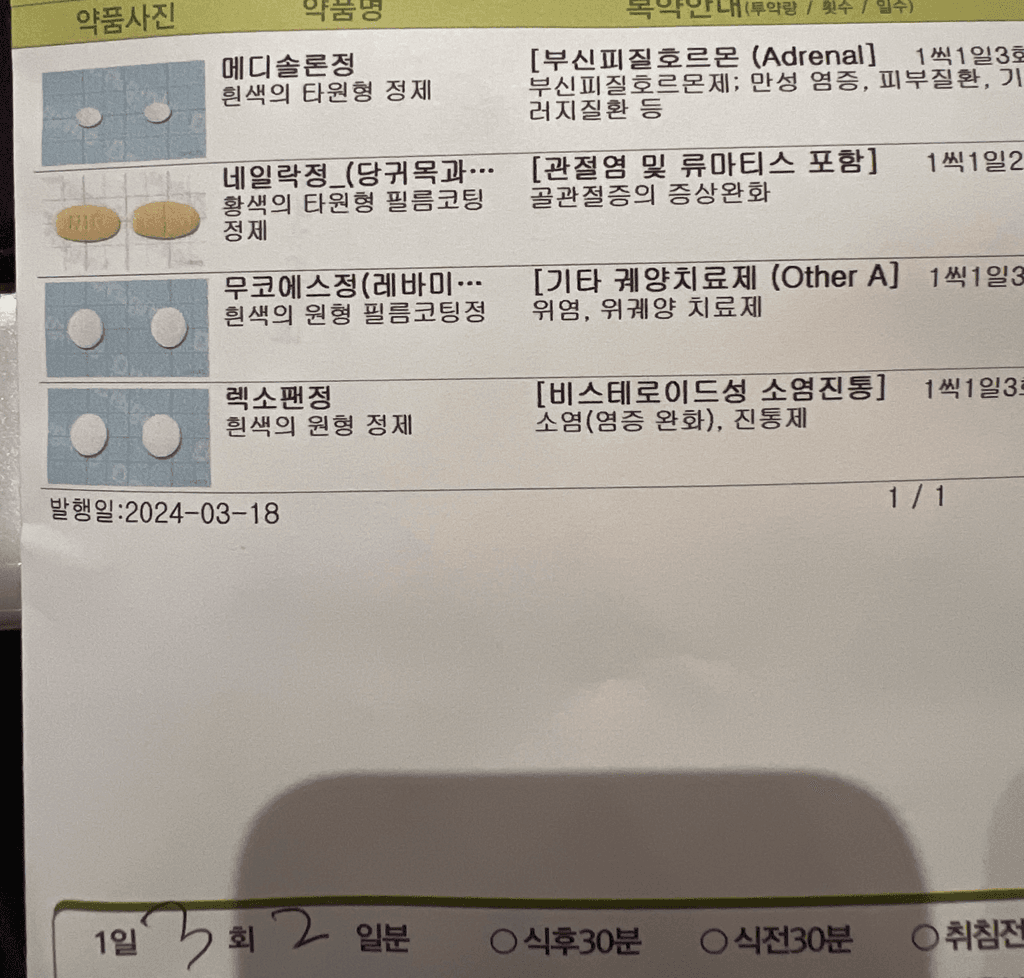 약품사진 약품명 복약안내(투약량 / 횟수 / 일수)
메디솔론정 [부신피질호르몬 (Adrenal] 1씩1일3회
흰색의 타원형 정제 부신피질호르몬제; 만성 염증, 피부질환, 기
러지질환 등
네일락정_(당귀목과… [관절염 및 류마티스 포함] 1씩1일2
황색의 타원형 필름코팅 골관절증의 증상완화
정제
무코에스정(레바미… [기타 궤양치료제 (Other A] 1씩1일3
흰색의 원형 필름코팅정 위염, 위궤양 치료제
렉소팬정 [비스테로이드성 소염진통] 1씩1일3회
흰색의 원형 정제 소염(염증 완화), 진통제
발행일:2024-03-18 1 / 1
1일 3 회 2 일분 ○식후30분 ○식전30분 ○취침전